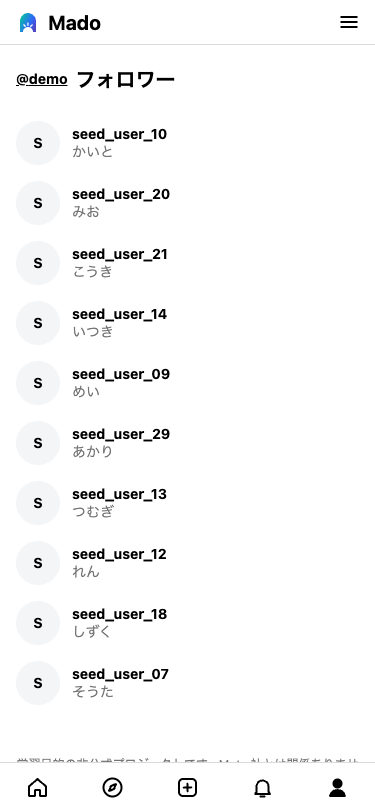 Mado
@demo フォロワー
S
seed_user_10
かいと
S
seed_user_20
みお
S
seed_user_21
こうき
S
seed_user_14
いつき
S
seed_user_09
めい
S
seed_user_29
あかり
S
seed_user_13
つむぎ
S
seed_user_12
れん
S
seed_user_18
しずく
S
seed_user_07
そうた